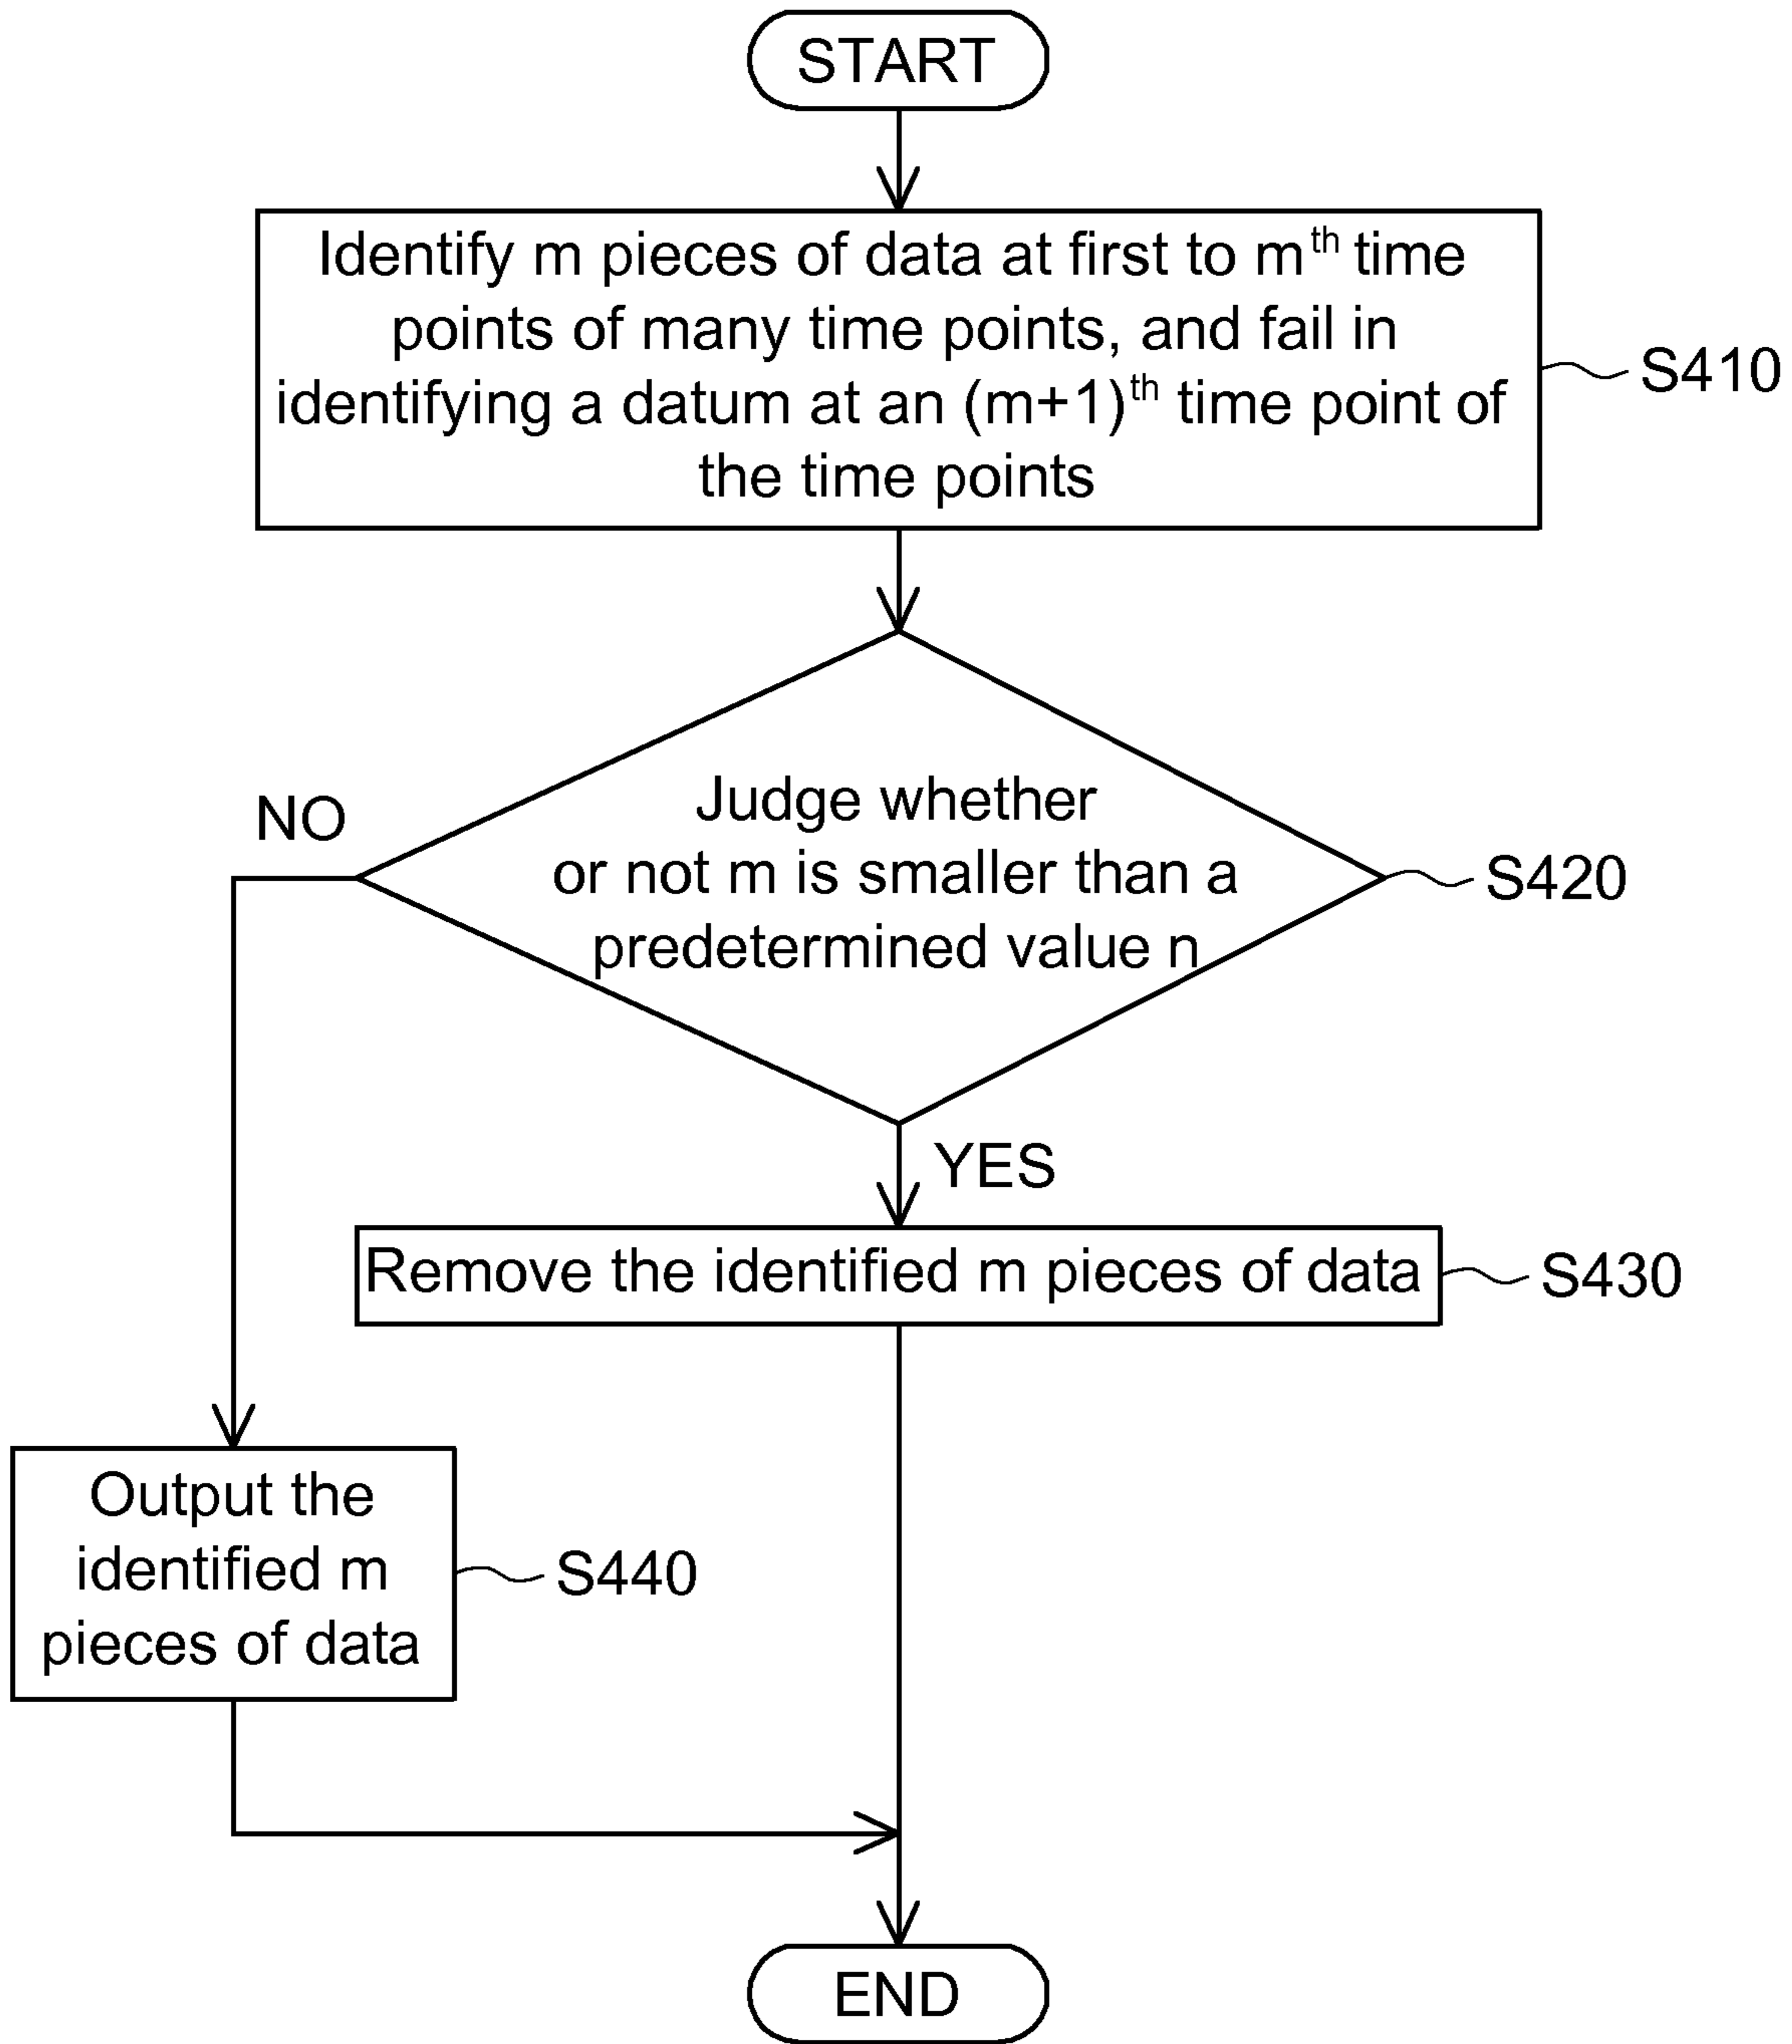 START
Identify m pieces of data at first to mᵗʰ time
points of many time points, and fail in
identifying a datum at an (m+1)ᵗʰ time point of
the time points
S410
Judge whether
or not m is smaller than a
predetermined value n
S420
NO
YES
Remove the identified m pieces of data
S430
Output the
identified m
pieces of data
S440
END